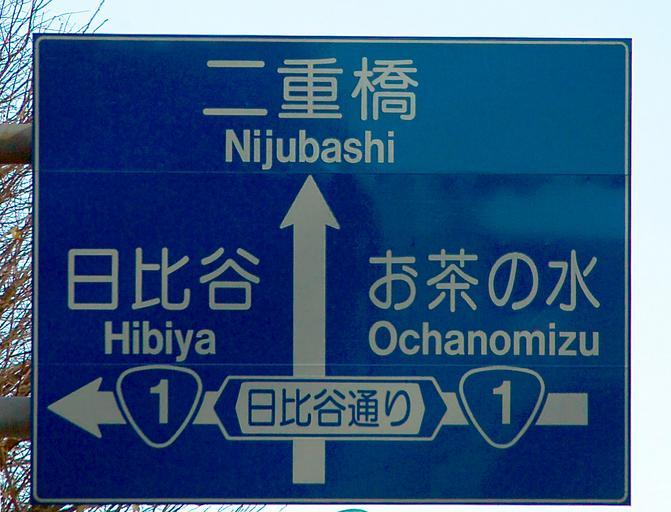 二重橋
Nijubashi
日比谷
Hibiya
お茶の水
Ochanomizu
1
日比谷通り
1